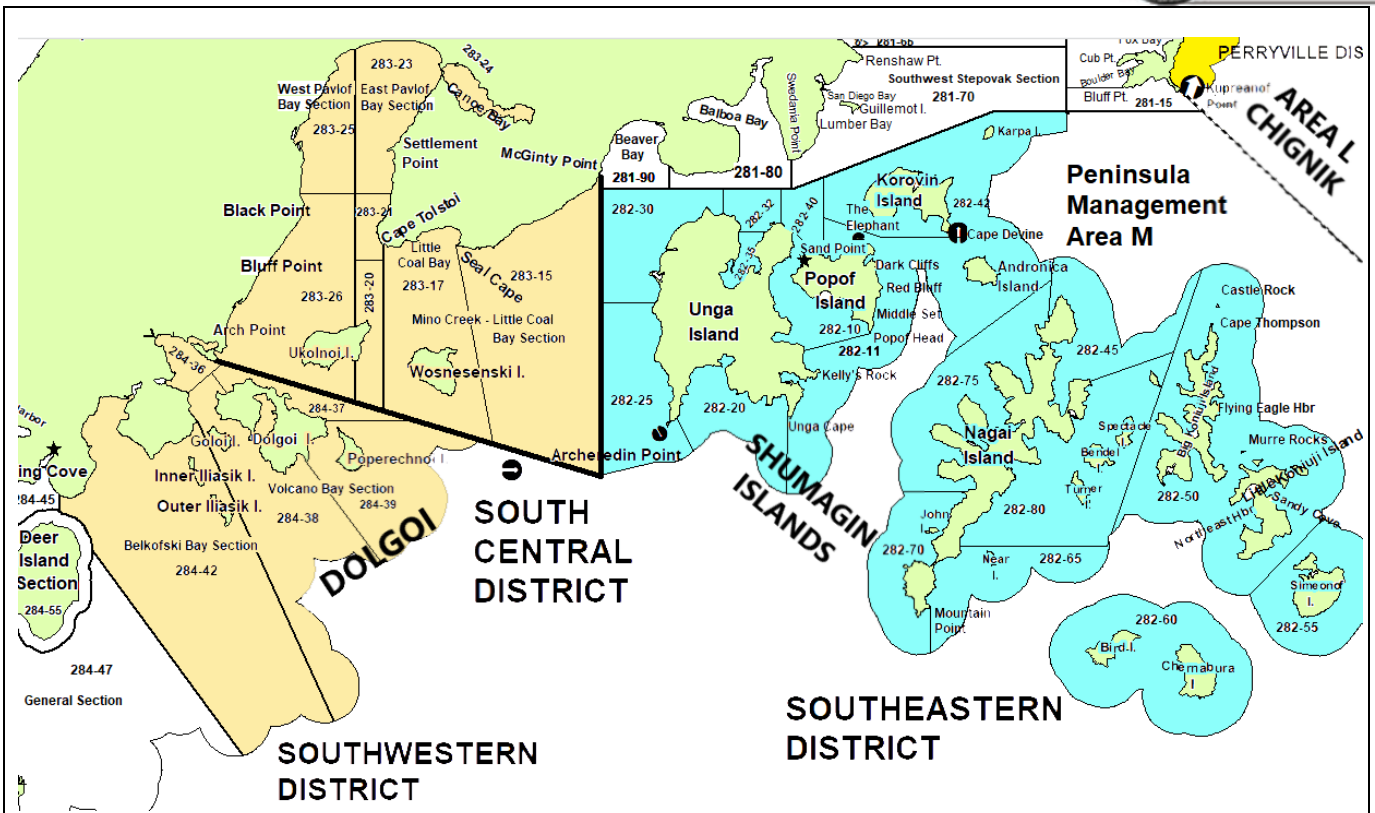 283-23
283-24
West Pavlof
Bay Section
283-25
East Pavlof
Bay Section
Canoe Bay
Settlement
Point
McGinty Point
Black Point
283-21
Cape Tolstoi
Bluff Point
283-26
283-20
Little
Coal Bay
283-17
Seal Cape
283-15
Mino Creek - Little Coal
Bay Section
Arch Point
Ukolnoi I.
Wosnesenski I.
284-36
284-37
Goloi I.
Dolgoi I.
Poperechnoi I
Inner Iliasik I.
Outer Iliasik I.
Volcano Bay Section
284-38
284-39
Belkofski Bay Section
284-42
arbor
ing Cove
284-45
Deer
Island
Section
284-55
284-47
General Section
DOLGOI
SOUTH
CENTRAL
DISTRICT
SOUTHWESTERN
DISTRICT
Beaver
Bay
281-90
Balboa Bay
281-80
Swedania Point
Renshaw Pt.
Southwest Stepovak Section
281-70
San Diego Bay
Guillemot I.
Lumber Bay
Cub Pt.
Boulder Bay
Bluff Pt.
281-15
PERRYVILLE DIS
Kupreanof
Point
AREA L
CHIGNIK
Peninsula
Management
Area M
Karpa I.
Korovin
Island
282-42
The
Elephant
Cape Devine
282-30
282-32
282-40
282-35
Sand Point
Popof
Island
Dark Cliffs
Red Bluff
Middle Set
282-10
Popof Head
282-11
Kelly's Rock
Andronica
Island
Unga
Island
282-25
282-20
Unga Cape
Archeredin Point
SHUMAGIN
ISLANDS
282-75
282-45
Nagai
Island
Castle Rock
Cape Thompson
Big Koniuji Island
Flying Eagle Hbr
Spectacle
I.
Bendel I.
Turner
I.
Murre Rocks
Little Koniuji Island
Sandy Cove
Northeast Hbr
282-50
282-80
John
I.
282-70
Near
I.
282-65
Mountain
Point
Simeonof
I.
282-55
282-60
Bird I.
Chernabura
I
SOUTHEASTERN
DISTRICT